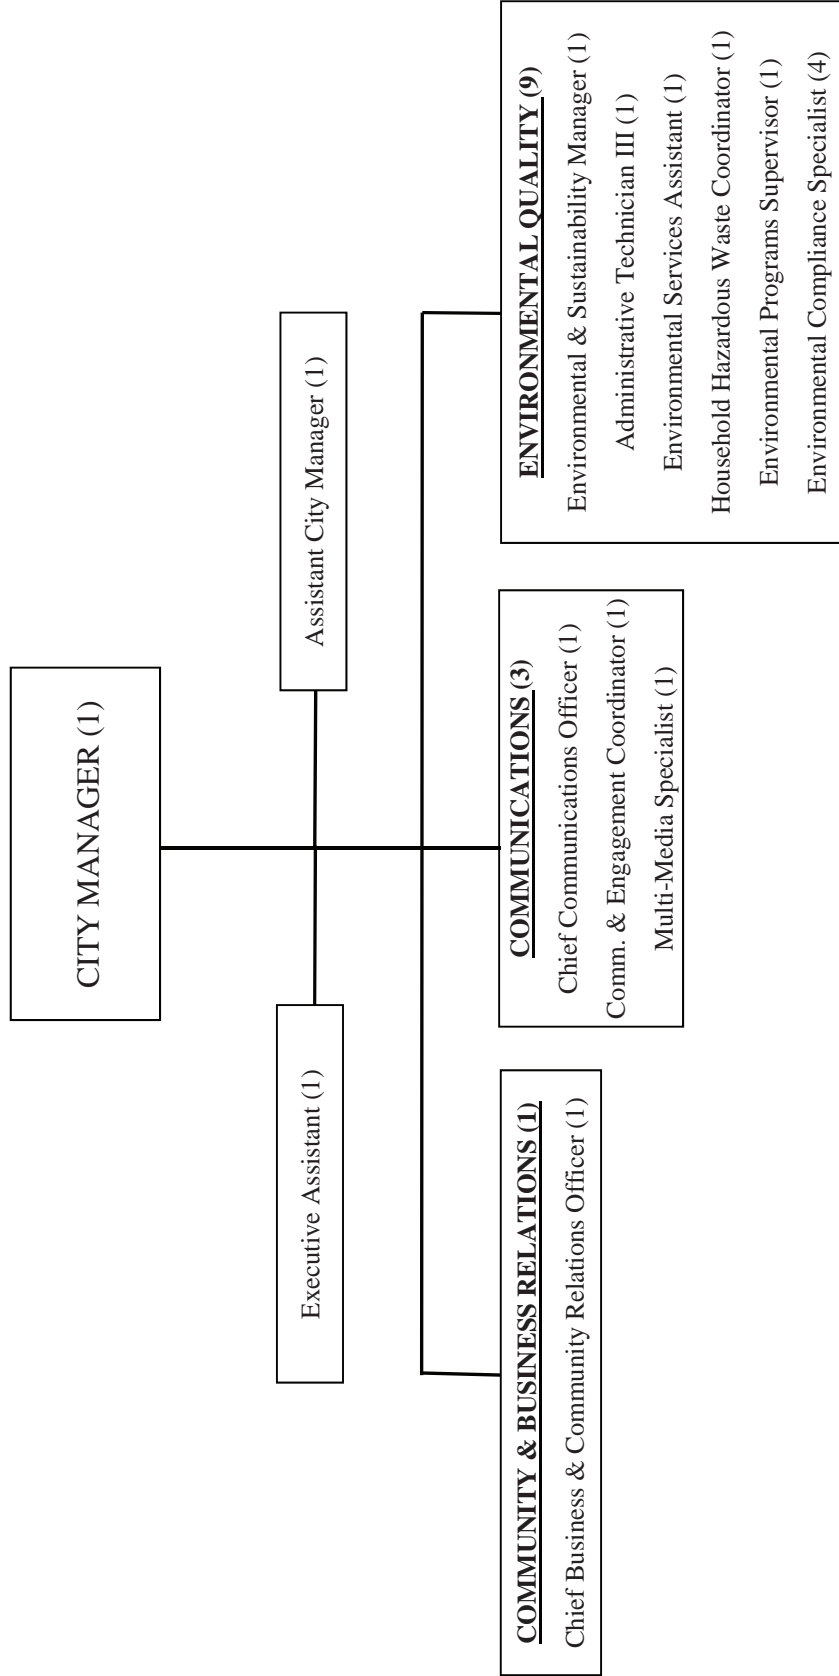 CITY MANAGER (1)
Executive Assistant (1)
Assistant City Manager (1)
COMMUNITY & BUSINESS RELATIONS (1)
Chief Business & Community Relations Officer (1)
COMMUNICATIONS (3)
Chief Communications Officer (1)
Comm. & Engagement Coordinator (1)
Multi-Media Specialist (1)
ENVIRONMENTAL QUALITY (9)
Environmental & Sustainability Manager (1)
Administrative Technician III (1)
Environmental Services Assistant (1)
Household Hazardous Waste Coordinator (1)
Environmental Programs Supervisor (1)
Environmental Compliance Specialist (4)